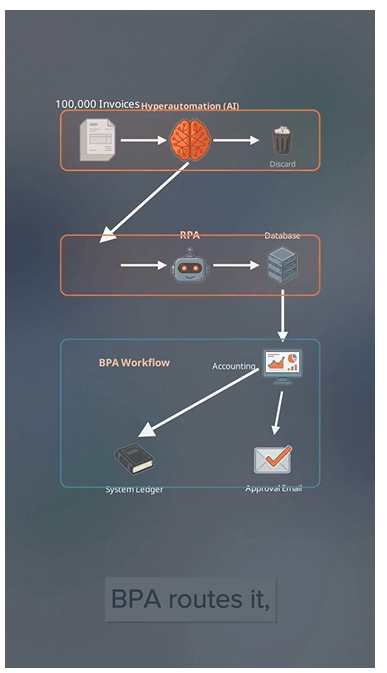 100,000 Invoices
Hyperautomation (AI)
Discard
RPA
Database
BPA Workflow
Accounting
System Ledger
Approval Email
BPA routes it,